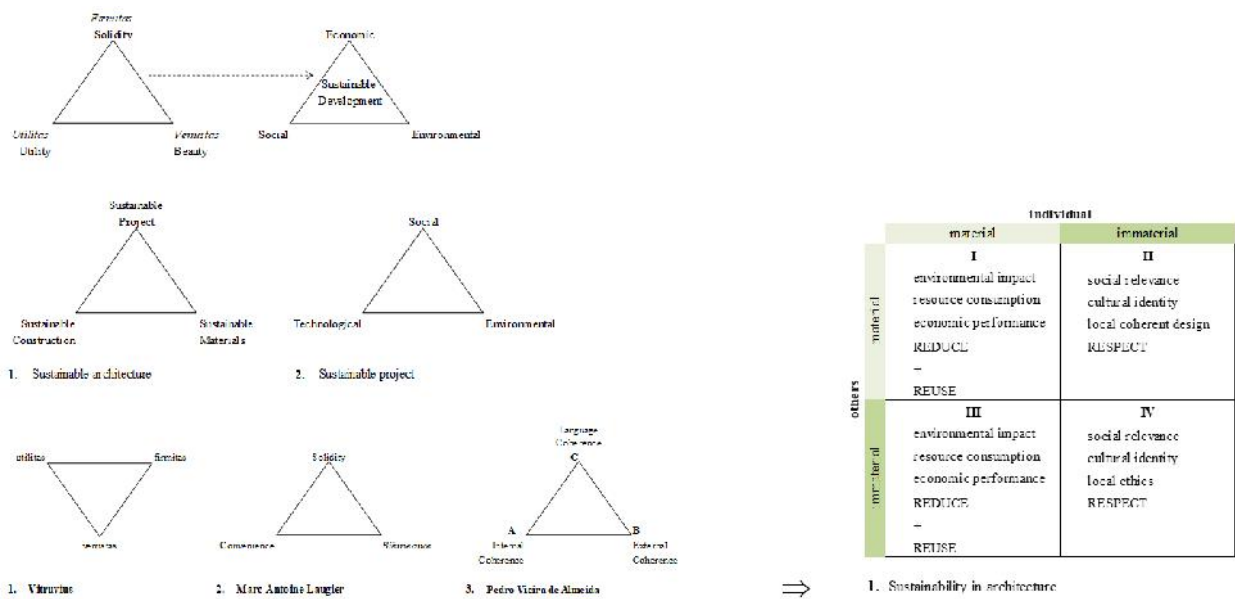 Solidity
Economic
Sustainable
Development
Utilitas
Utility
Venustas
Beauty
Social
Environmental
Sustainable
Project
Social
Sustainable
Construction
Sustainable
Materials
Technological
Environmental
1. Sustainable architecture
2. Sustainable project
utilitas
firmitas
1. Vitruvius
Solidity
Convenience
2. Marc Antoine Laugier
Language
Coherence
C
A
B
Internal
Coherence
External
Coherence
3. Pedro Vieira de Almeida
⇒
individual
material
immaterial
others
material
I
environmental impact
resource consumption
economic performance
REDUCE
–
REUSE
II
social relevance
cultural identity
local coherent design
RESPECT
immaterial
III
environmental impact
resource consumption
economic performance
REDUCE
–
REUSE
IV
social relevance
cultural identity
local ethics
RESPECT
1. Sustainability in architecture